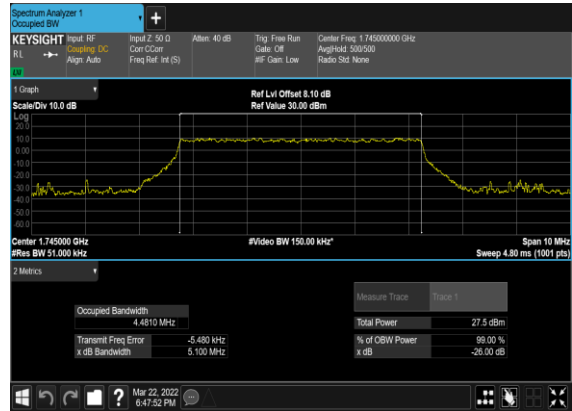 Spectrum Analyzer 1
Occupied BW
+
KEYSIGHT Input: RF Input Z: 50 Ω Atten: 40 dB Trig: Free Run Center Freq: 1.745000000 GHz
RL Coupling: DC Corr CCorr Gate: Off Avg|Hold: 500/500
Align: Auto Freq Ref: Int (S) #IF Gain: Low Radio Std: None
LW
1 Graph
Ref Lvl Offset 8.10 dB
Scale/Div 10.0 dB Ref Value 30.00 dBm
Log
20.0
10.0
0.00
-10.0
-20.0
-30.0
-40.0
-50.0
-60.0
Center 1.745000 GHz #Video BW 150.00 kHz* Span 10 MHz
#Res BW 51.000 kHz Sweep 4.80 ms (1001 pts)
2 Metrics
Measure Trace Trace 1
Occupied Bandwidth
4.4810 MHz Total Power 27.5 dBm
Transmit Freq Error -5.480 kHz % of OBW Power 99.00 %
x dB Bandwidth 5.100 MHz x dB -26.00 dB
? Mar 22, 2022
6:47:52 PM